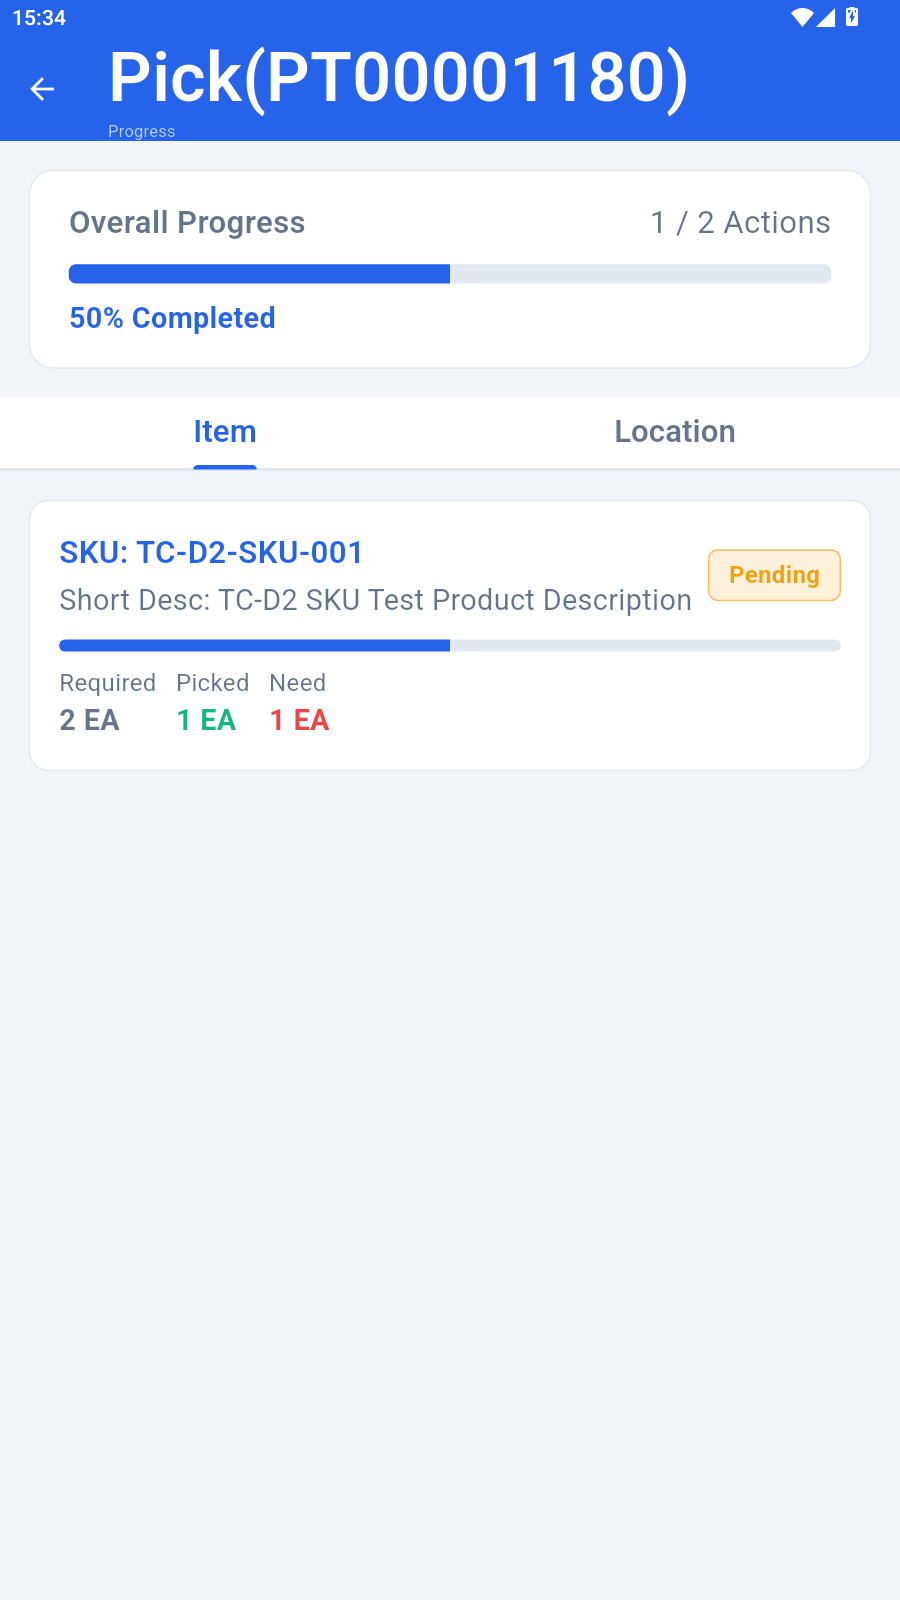 15:34
Pick(PT00001180)
Progress
Overall Progress
1 / 2 Actions
50% Completed
Item
Location
SKU: TC-D2-SKU-001
Pending
Short Desc: TC-D2 SKU Test Product Description
Required Picked Need
2 EA 1 EA 1 EA